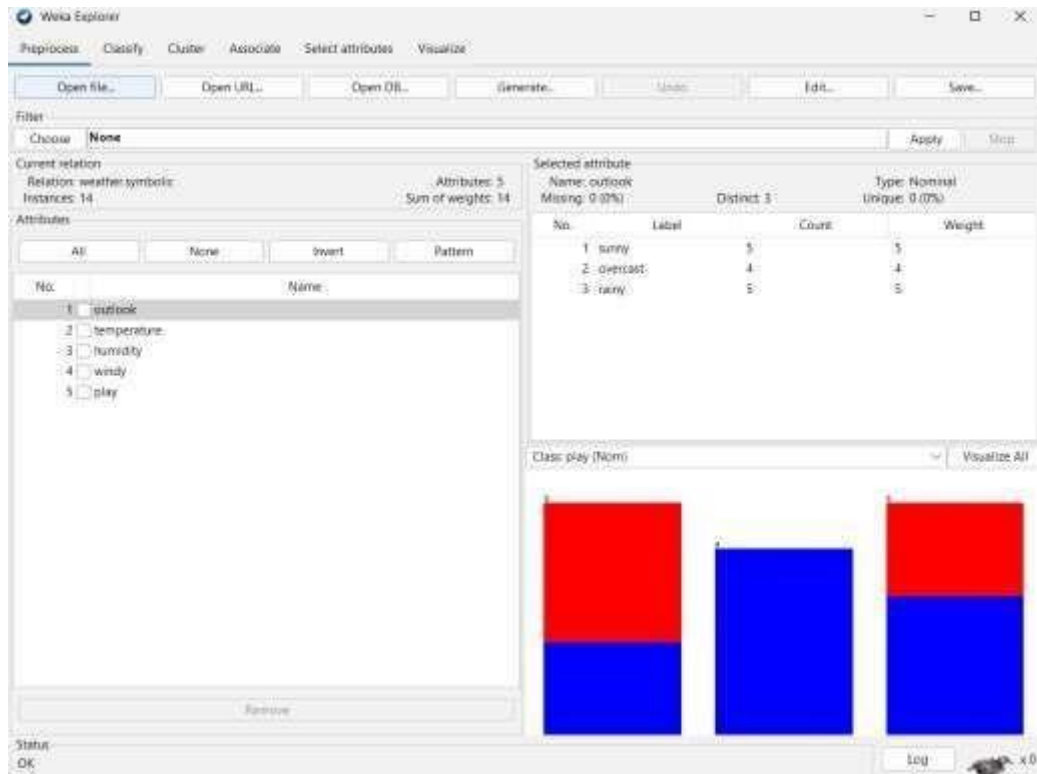 Weka Explorer
Preprocess Classify Cluster Associate Select attributes Visualize
Open file... Open URL... Open DB... Generate... Undo Edit... Save...
Filter
Choose None Apply Stop
Current relation
Relation: weather.symbolic Attributes: 5
Instances: 14 Sum of weights: 14
Attributes
All None Invert Pattern
No. Name
1 outlook
2 temperature
3 humidity
4 windy
5 play
Remove
Selected attribute
Name: outlook Type: Nominal
Missing: 0 (0%) Distinct: 3 Unique: 0 (0%)
No. Label Count Weight
1 sunny 5 5
2 overcast 4 4
3 rainy 5 5
Class: play (Nom) Visualize All
5 4 5
Status
OK
Log x 0